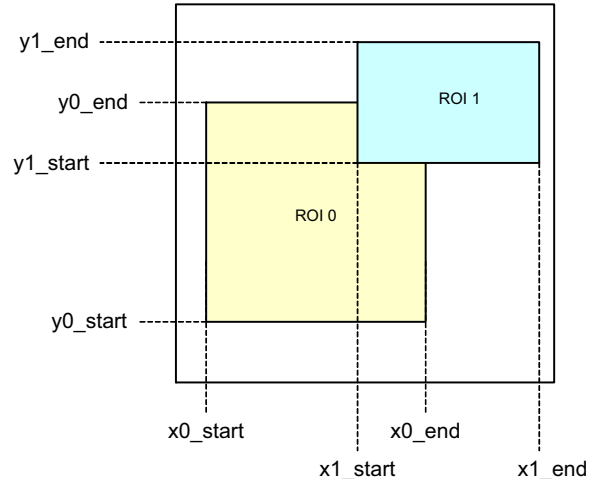 y1_end
y0_end
ROI 1
y1_start
ROI 0
y0_start
x0_start
x0_end
x1_start
x1_end